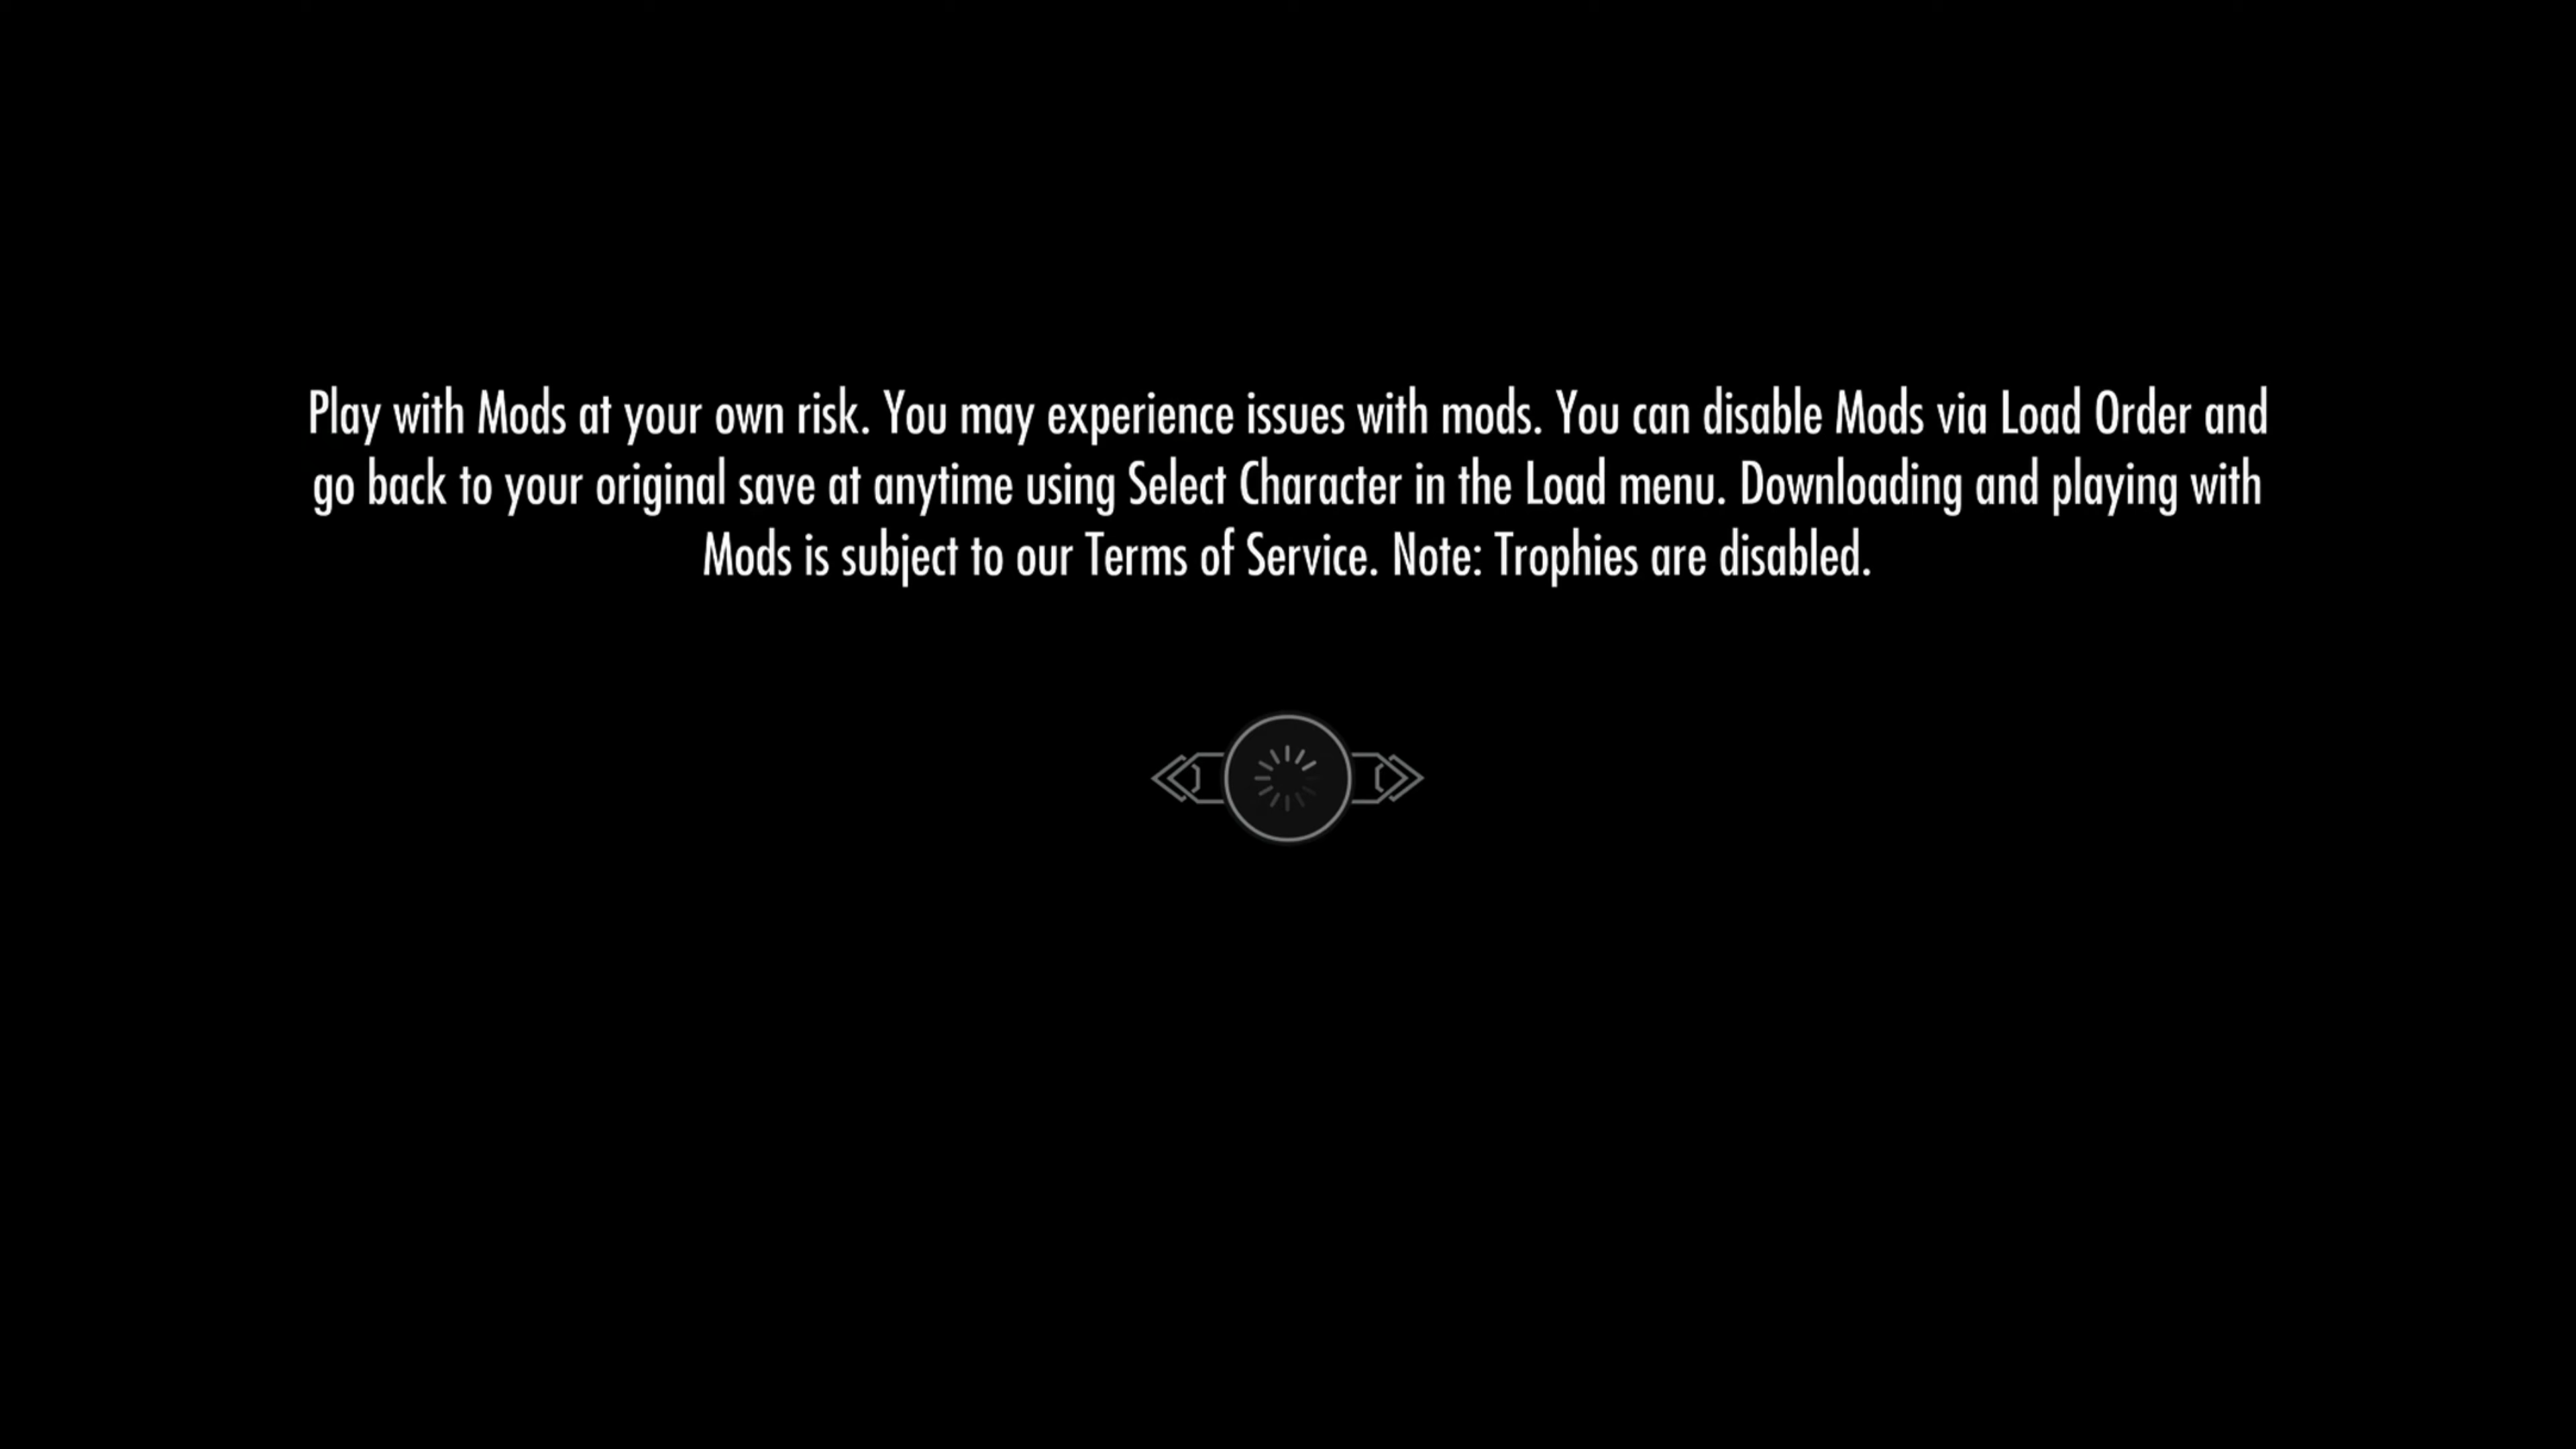 Play with Mods at your own risk. You may experience issues with mods. You can disable Mods via Load Order and
go back to your original save at anytime using Select Character in the Load menu. Downloading and playing with
Mods is subject to our Terms of Service. Note: Trophies are disabled.